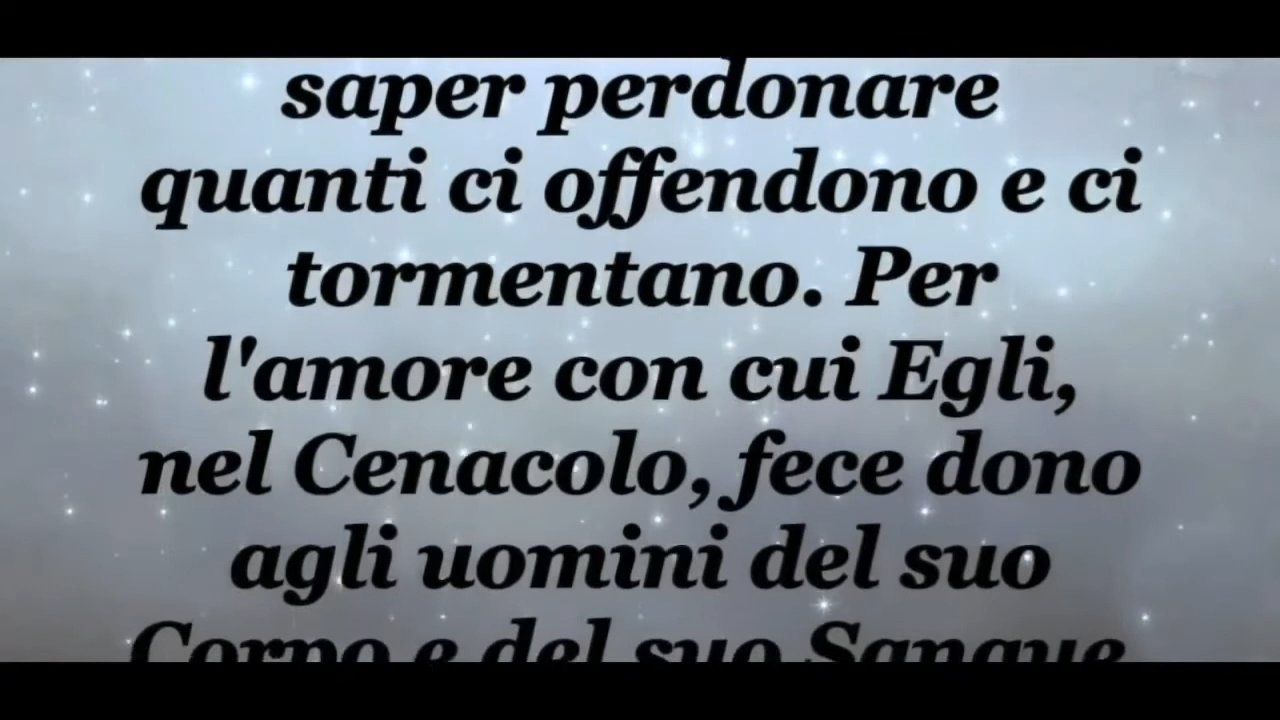 saper perdonare
quanti ci offendono e ci
tormentano. Per
l'amore con cui Egli,
nel Cenacolo, fece dono
agli uomini del suo
Corpo e del suo Sangue